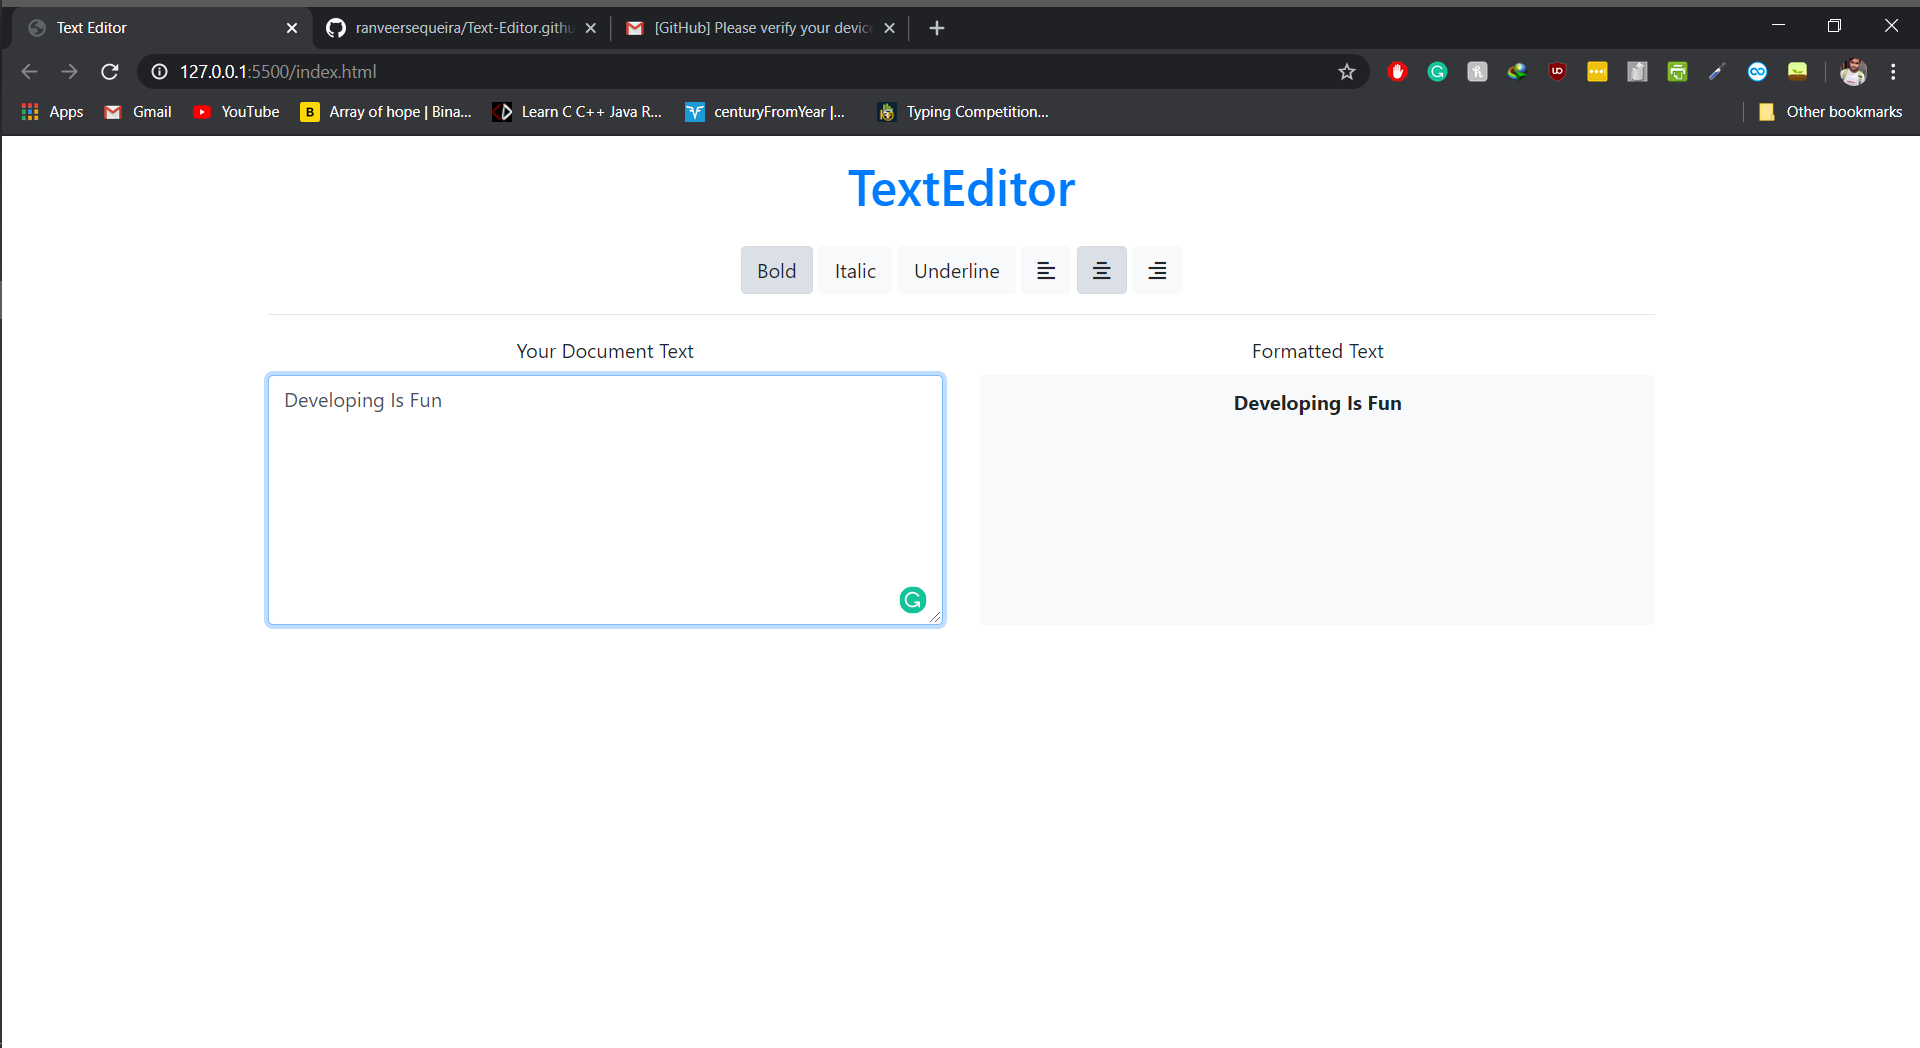 Text Editor
ranveersequeira/Text-Editor.githu
[GitHub] Please verify your device
127.0.0.1:5500/index.html
Apps
Gmail
YouTube
Array of hope | Bina...
Learn C C++ Java R...
centuryFromYear |...
Typing Competition...
Other bookmarks
TextEditor
Bold
Italic
Underline
Your Document Text
Formatted Text
Developing Is Fun
Developing Is Fun